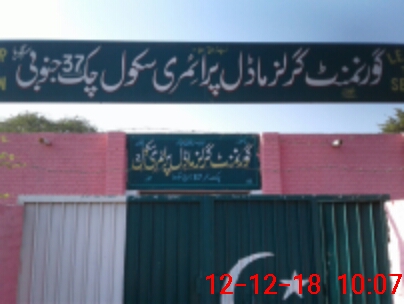 گورنمنٹ گرلز ماڈل پرائمری سکول چک 37 جنوبی
گورنمنٹ گرلز ماڈل پرائمری سکول
12-12-18 10:07